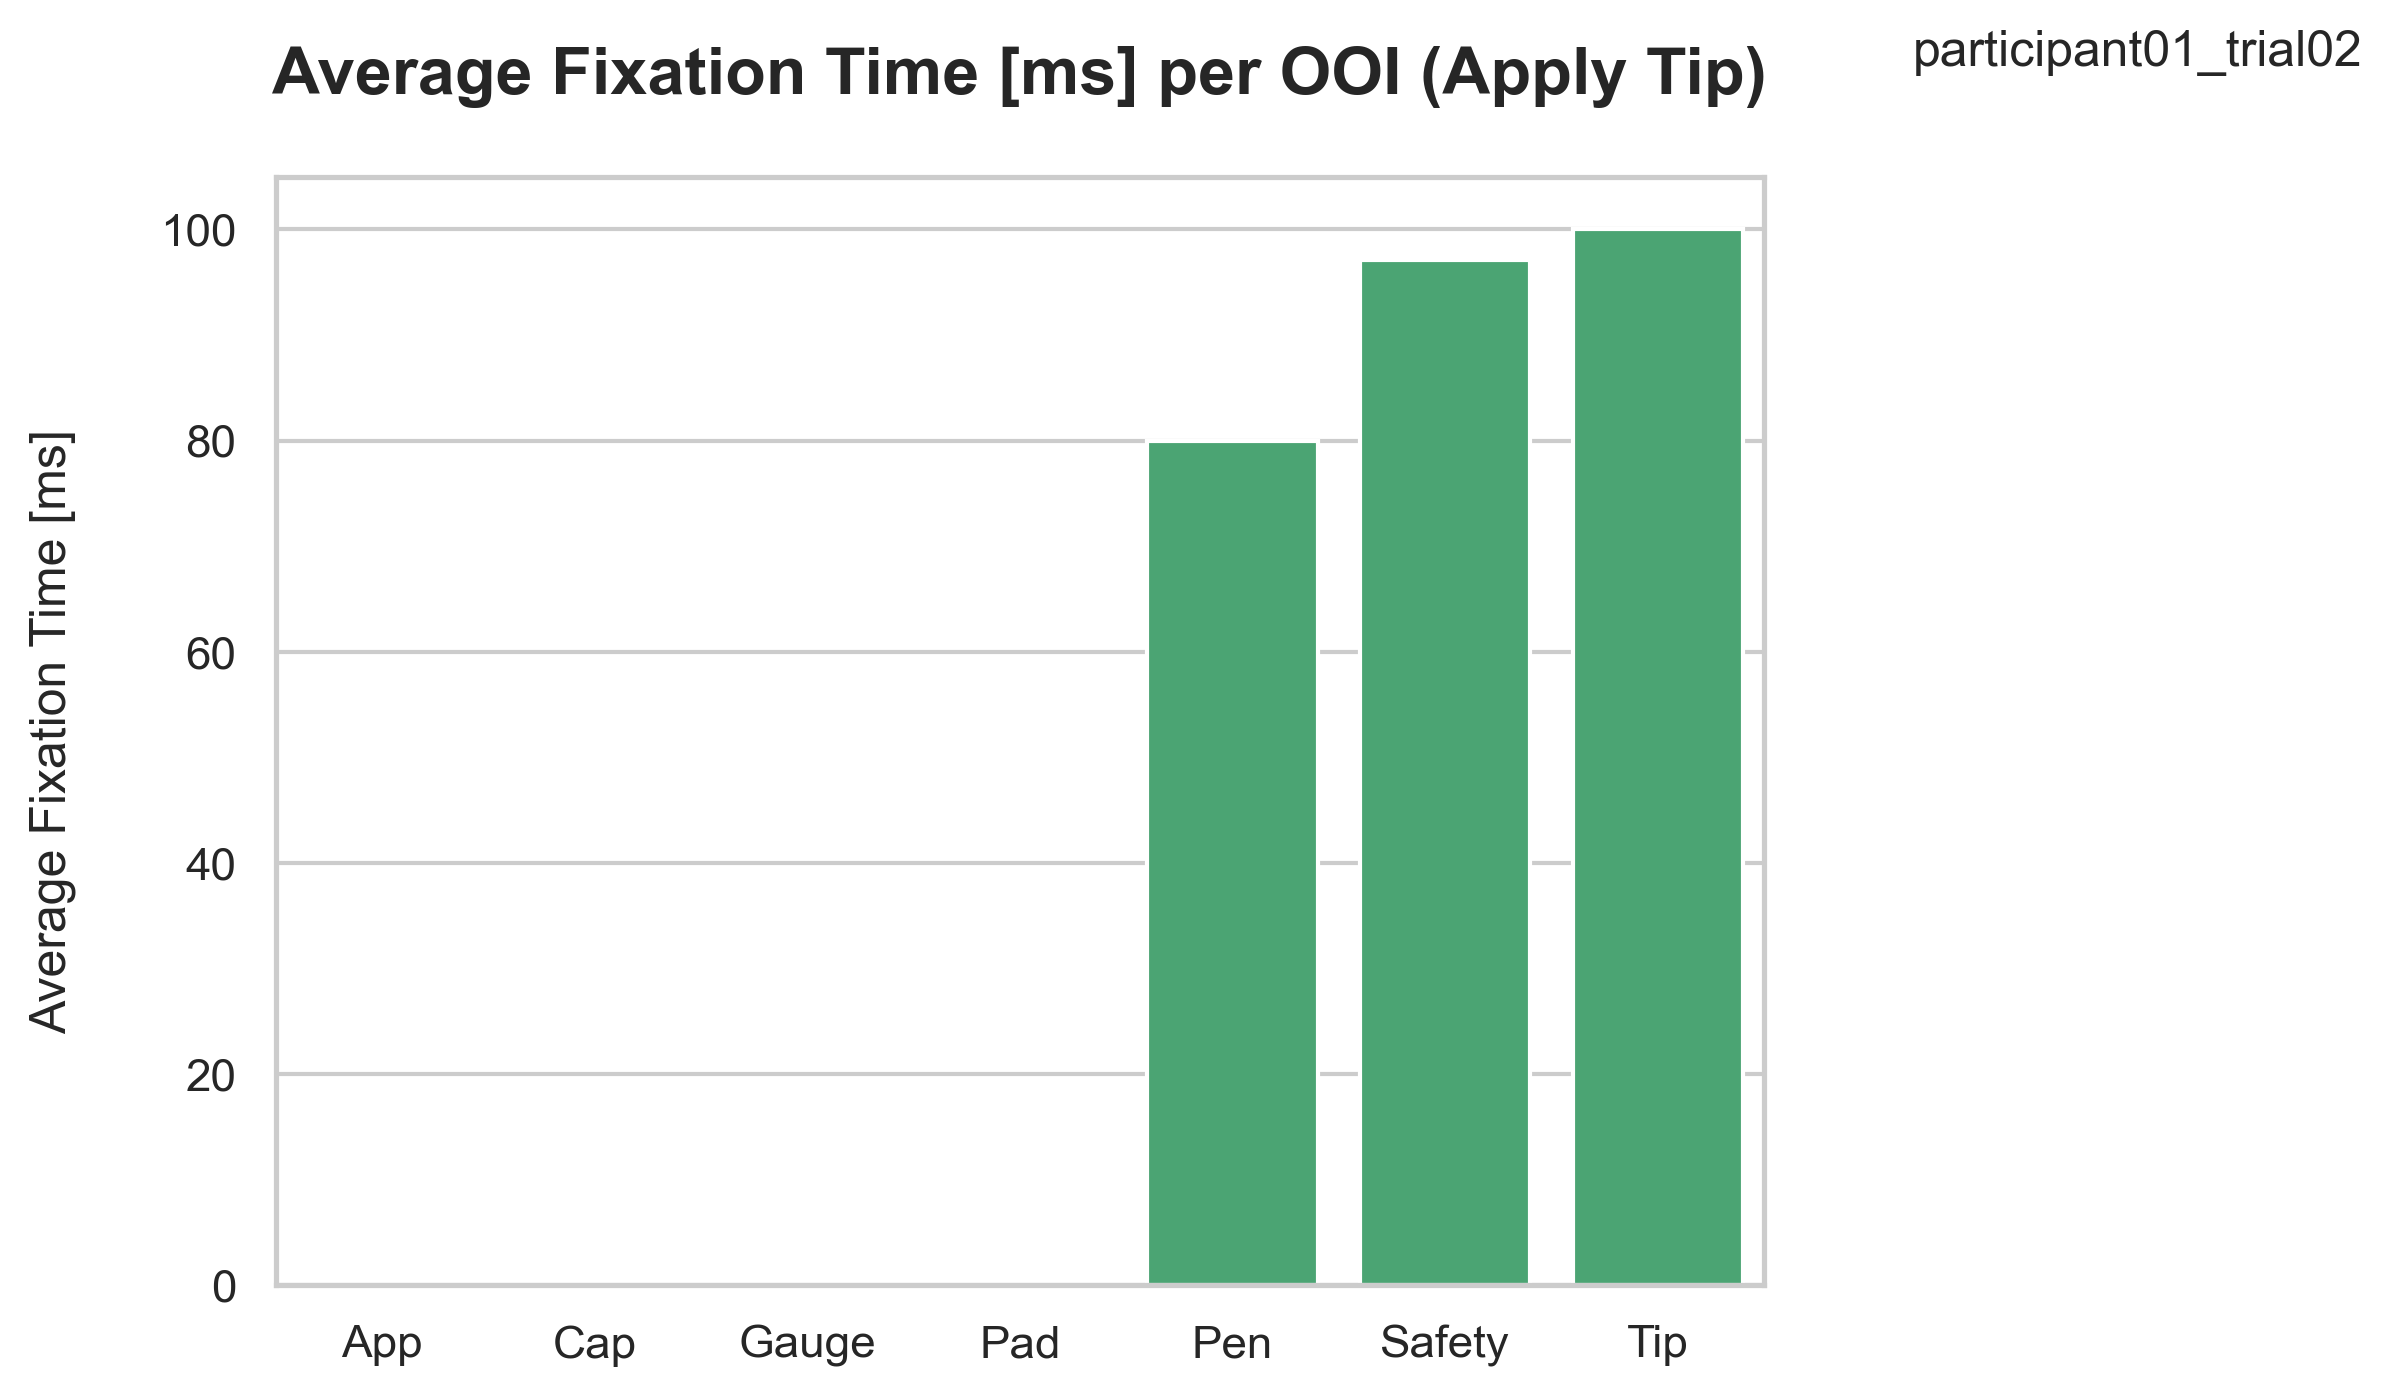 Average Fixation Time [ms] per OOI (Apply Tip)
participant01_trial02
Average Fixation Time [ms]
100
80
60
40
20
0
App Cap Gauge Pad Pen Safety Tip